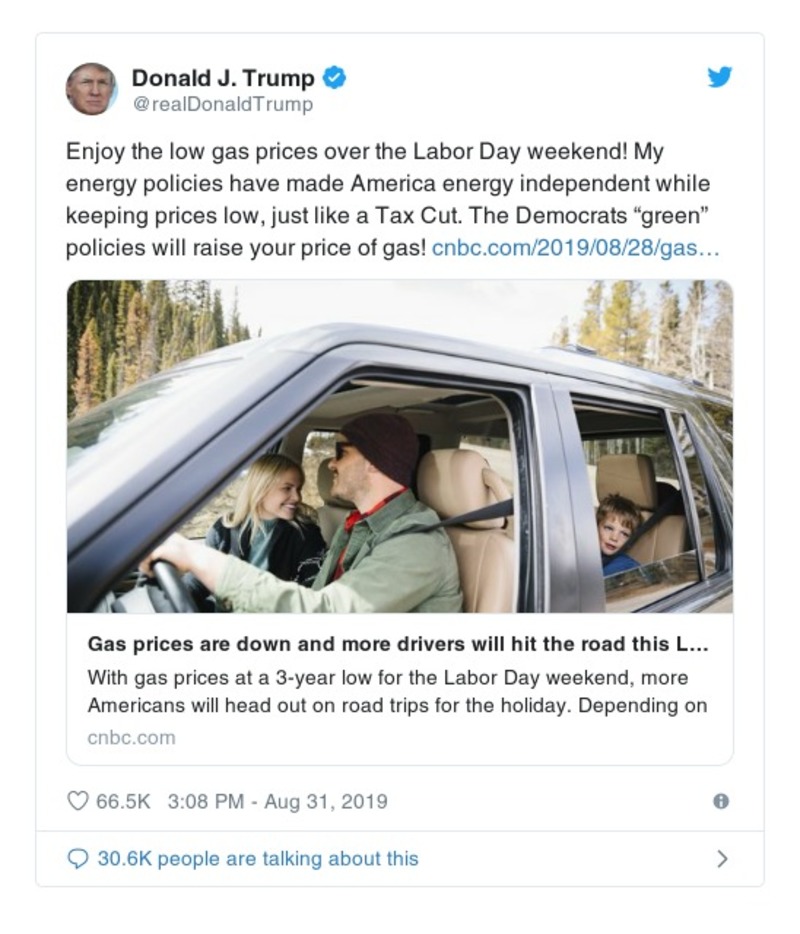 Donald J. Trump
@realDonaldTrump
Enjoy the low gas prices over the Labor Day weekend! My
energy policies have made America energy independent while
keeping prices low, just like a Tax Cut. The Democrats “green”
policies will raise your price of gas! cnbc.com/2019/08/28/gas…
Gas prices are down and more drivers will hit the road this L…
With gas prices at a 3-year low for the Labor Day weekend, more
Americans will head out on road trips for the holiday. Depending on
cnbc.com
66.5K 3:08 PM - Aug 31, 2019
30.6K people are talking about this